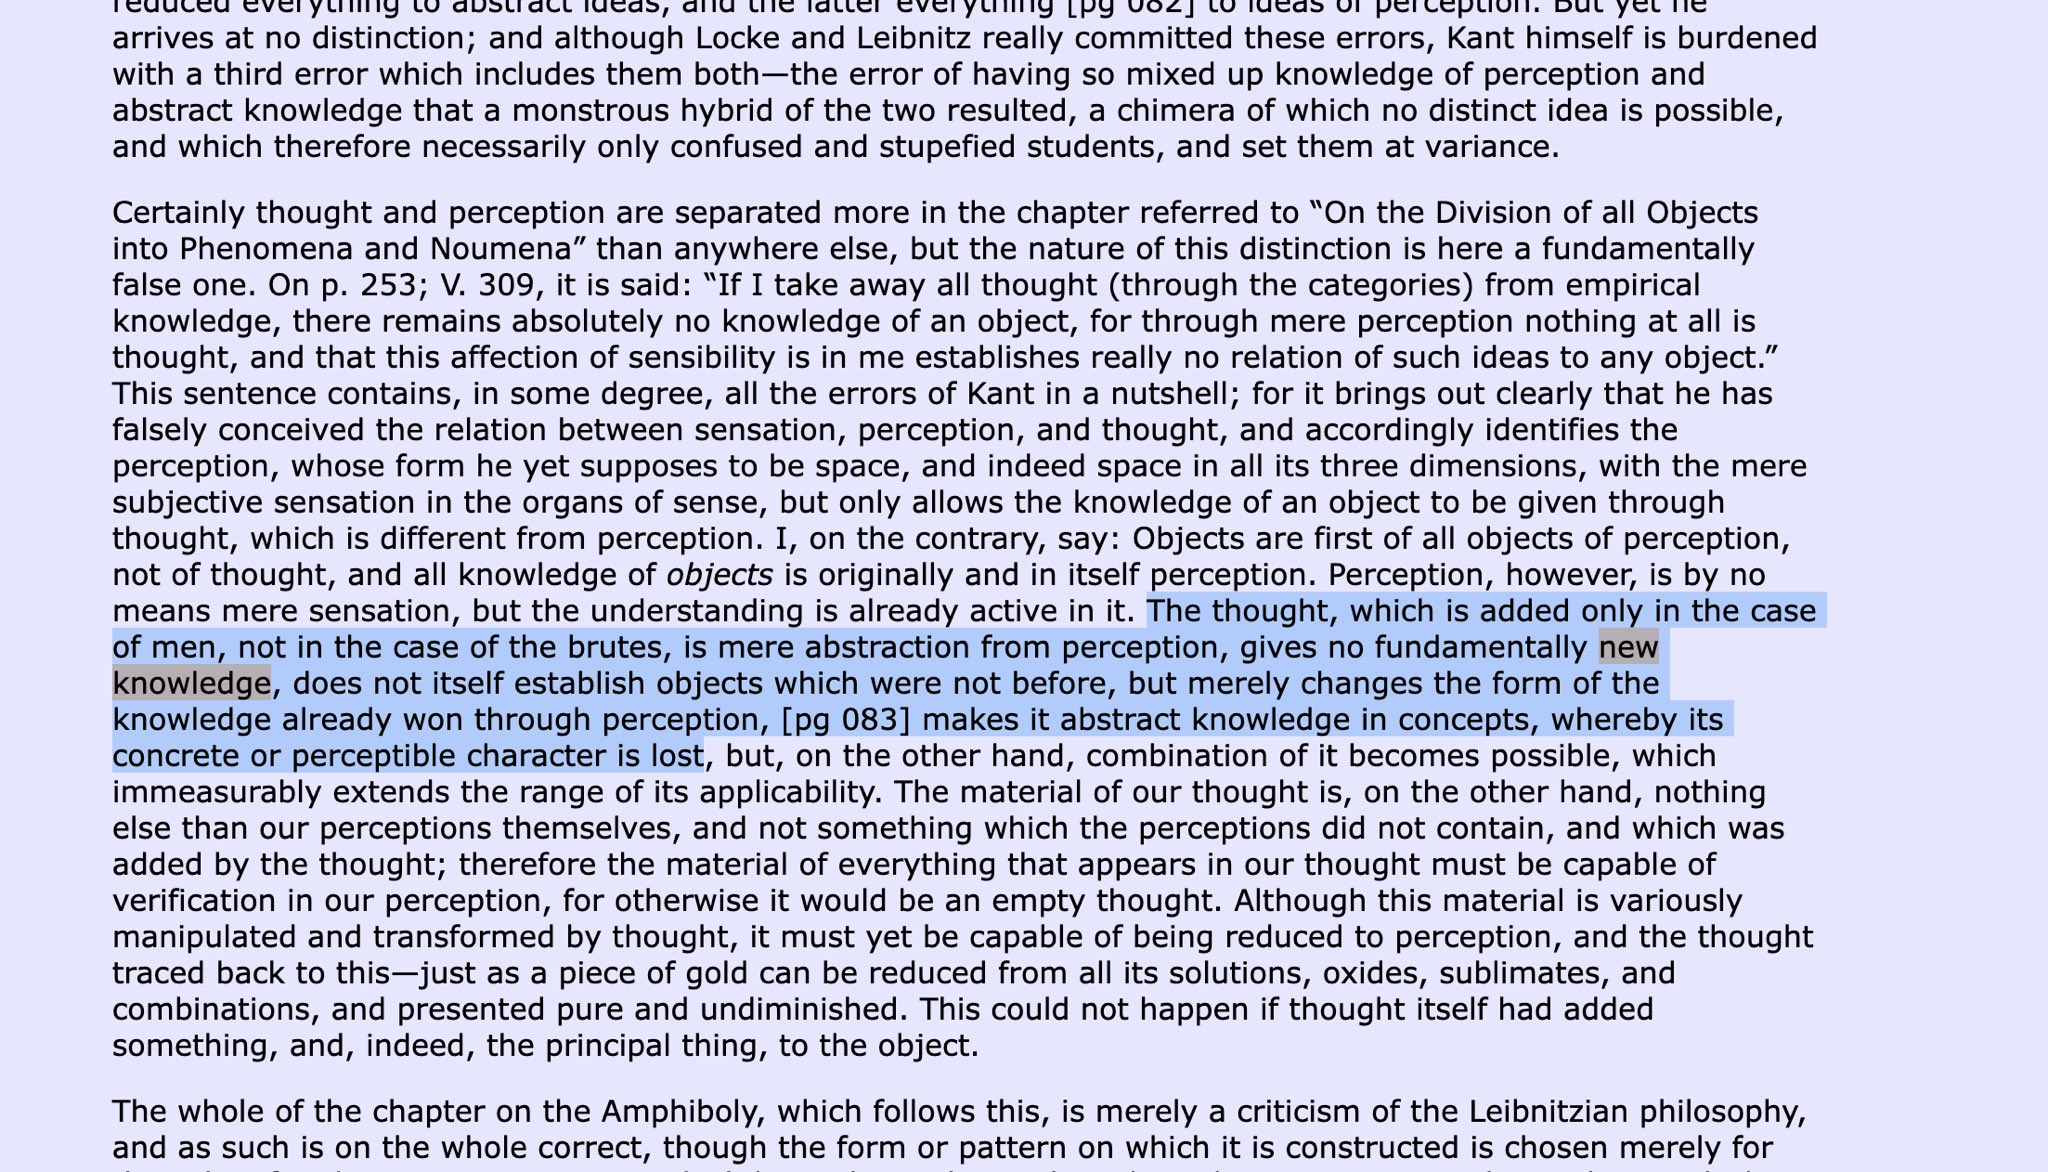 reduced everything to abstract ideas, and the latter everything [pg 082] to ideas of perception. But yet he
arrives at no distinction; and although Locke and Leibnitz really committed these errors, Kant himself is burdened
with a third error which includes them both—the error of having so mixed up knowledge of perception and
abstract knowledge that a monstrous hybrid of the two resulted, a chimera of which no distinct idea is possible,
and which therefore necessarily only confused and stupefied students, and set them at variance.
Certainly thought and perception are separated more in the chapter referred to “On the Division of all Objects
into Phenomena and Noumena” than anywhere else, but the nature of this distinction is here a fundamentally
false one. On p. 253; V. 309, it is said: “If I take away all thought (through the categories) from empirical
knowledge, there remains absolutely no knowledge of an object, for through mere perception nothing at all is
thought, and that this affection of sensibility is in me establishes really no relation of such ideas to any object.”
This sentence contains, in some degree, all the errors of Kant in a nutshell; for it brings out clearly that he has
falsely conceived the relation between sensation, perception, and thought, and accordingly identifies the
perception, whose form he yet supposes to be space, and indeed space in all its three dimensions, with the mere
subjective sensation in the organs of sense, but only allows the knowledge of an object to be given through
thought, which is different from perception. I, on the contrary, say: Objects are first of all objects of perception,
not of thought, and all knowledge of objects is originally and in itself perception. Perception, however, is by no
means mere sensation, but the understanding is already active in it. The thought, which is added only in the case
of men, not in the case of the brutes, is mere abstraction from perception, gives no fundamentally new
knowledge, does not itself establish objects which were not before, but merely changes the form of the
knowledge already won through perception, [pg 083] makes it abstract knowledge in concepts, whereby its
concrete or perceptible character is lost, but, on the other hand, combination of it becomes possible, which
immeasurably extends the range of its applicability. The material of our thought is, on the other hand, nothing
else than our perceptions themselves, and not something which the perceptions did not contain, and which was
added by the thought; therefore the material of everything that appears in our thought must be capable of
verification in our perception, for otherwise it would be an empty thought. Although this material is variously
manipulated and transformed by thought, it must yet be capable of being reduced to perception, and the thought
traced back to this—just as a piece of gold can be reduced from all its solutions, oxides, sublimates, and
combinations, and presented pure and undiminished. This could not happen if thought itself had added
something, and, indeed, the principal thing, to the object.
The whole of the chapter on the Amphiboly, which follows this, is merely a criticism of the Leibnitzian philosophy,
and as such is on the whole correct, though the form or pattern on which it is constructed is chosen merely for